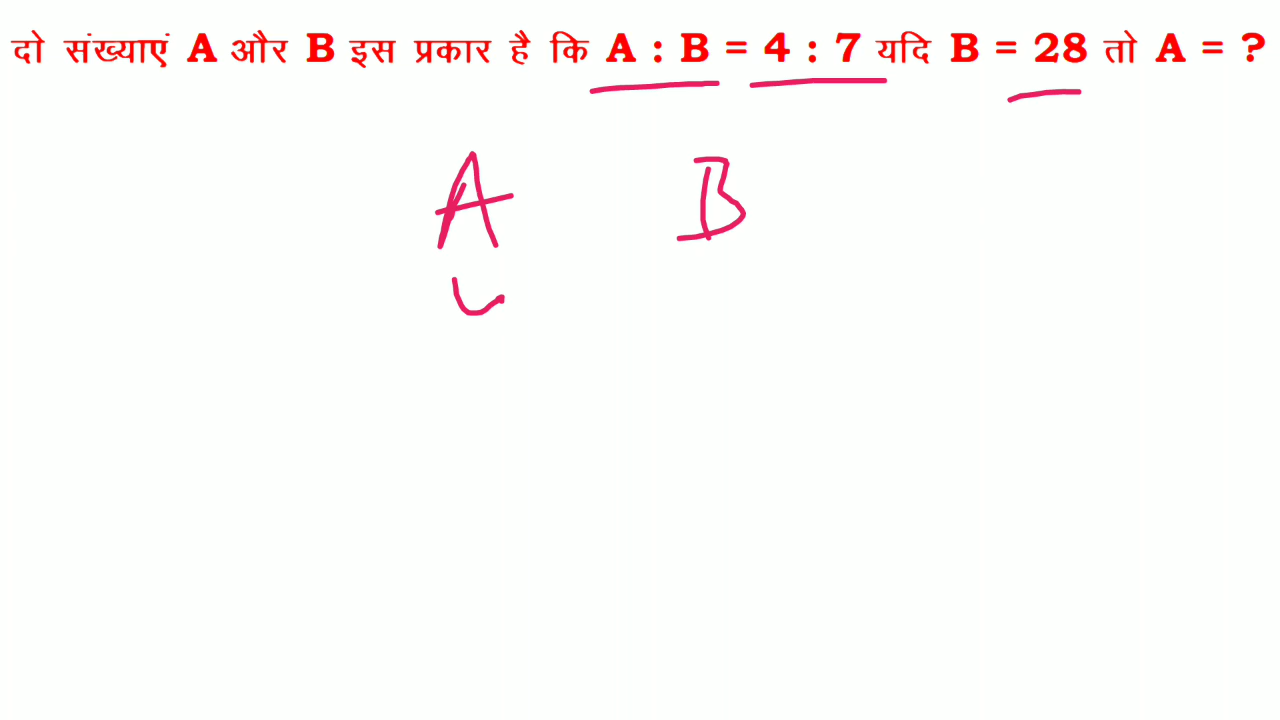 दो संख्याएं A और B इस प्रकार है कि A : B = 4 : 7 यदि B = 28 तो A = ?
A B